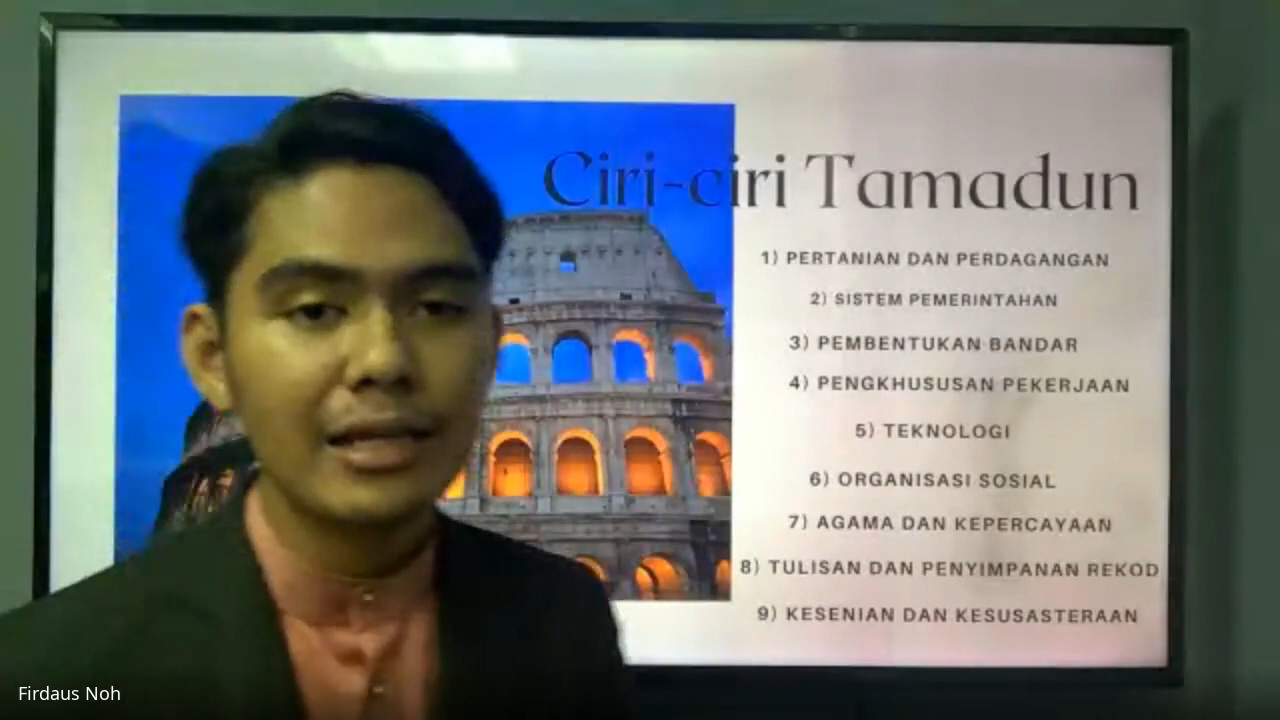 Ciri-ciri Tamadun
1) PERTANIAN DAN PERDAGANGAN
2) SISTEM PEMERINTAHAN
3) PEMBENTUKAN BANDAR
4) PENGKHUSUSAN PEKERJAAN
5) TEKNOLOGI
6) ORGANISASI SOSIAL
7) AGAMA DAN KEPERCAYAAN
8) TULISAN DAN PENYIMPANAN REKOD
9) KESENIAN DAN KESUSASTERAAN
Firdaus Noh